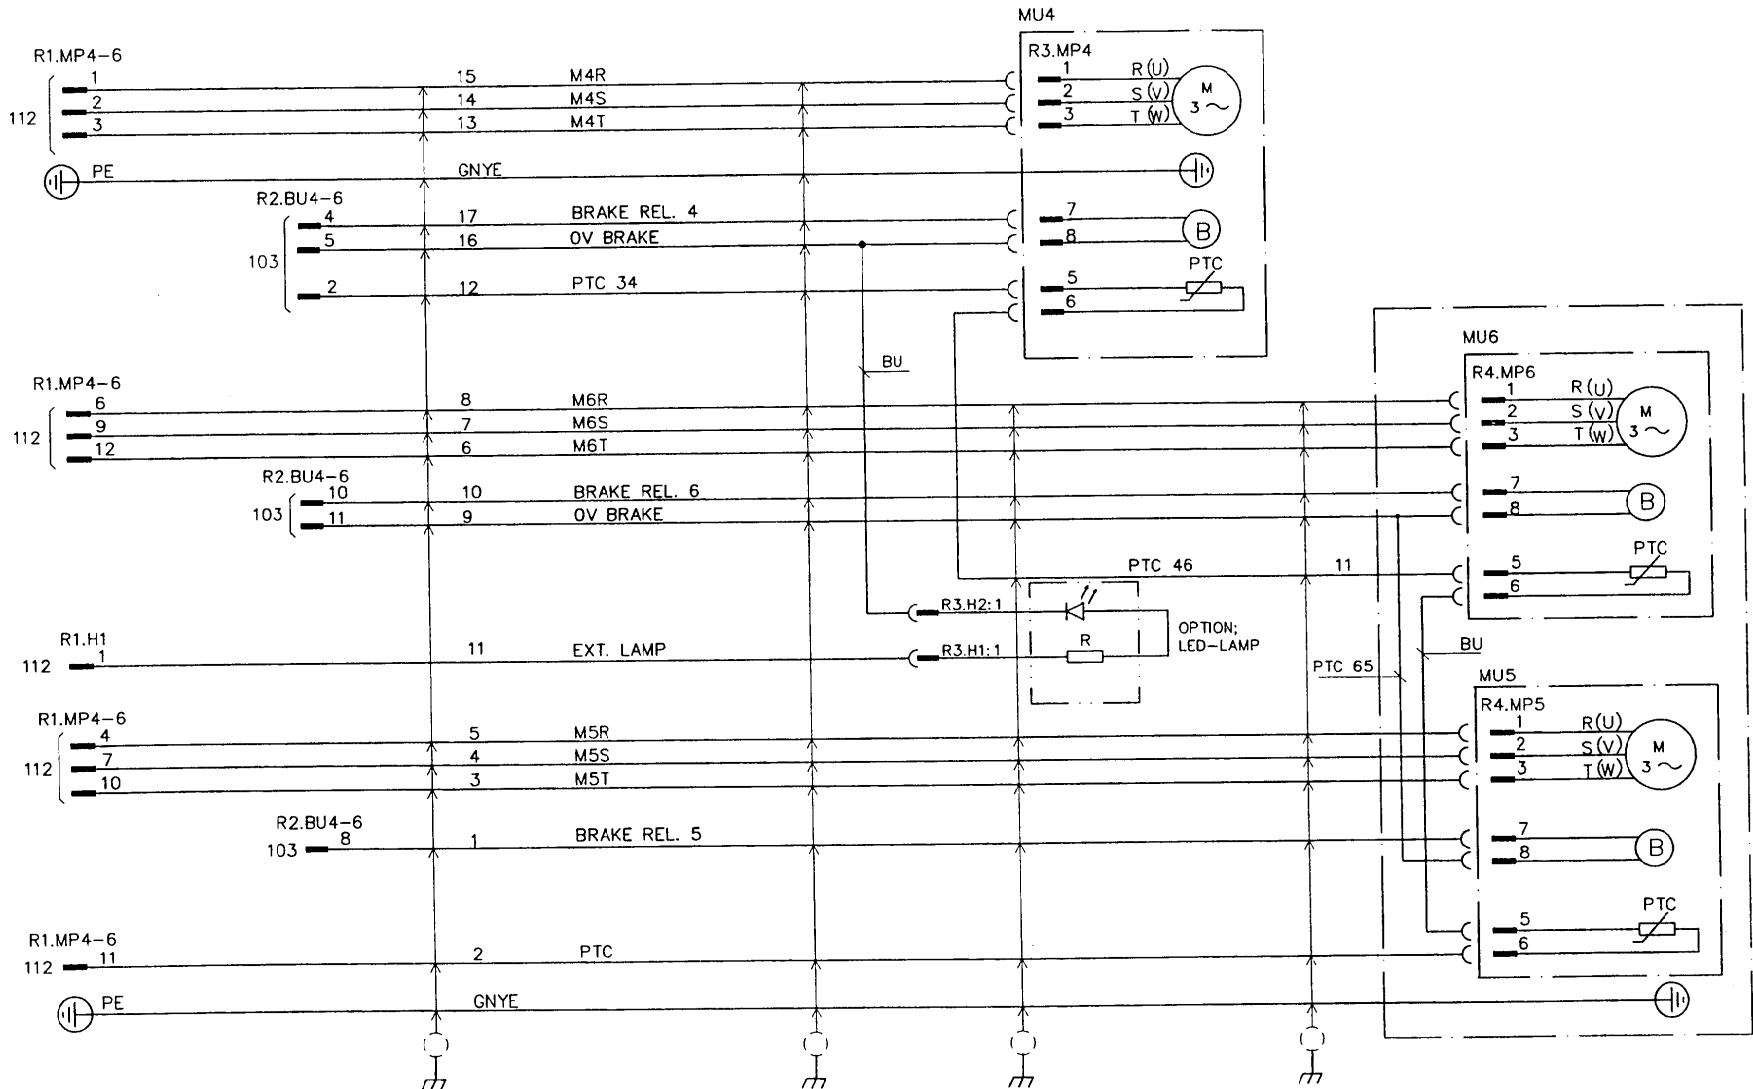 MU4
R1.MP4-6
R3.MP4
1 15 M4R 1 R(U)
2 14 M4S 2 S(V) M
112 3 13 M4T 3 T(W) 3~
PE GNYE
R2.BU4-6
4 17 BRAKE REL. 4 7
5 16 0V BRAKE 8 B
103
PTC
2 12 PTC 34 5
6
MU6
BU
R1.MP4-6
R4.MP6
6 8 M6R 1 R(U)
9 7 M6S 2 S(V) M
112 12 6 M6T 3 T(W) 3~
R2.BU4-6
10 10 BRAKE REL. 6 7
103 11 9 0V BRAKE 8 B
PTC
PTC 46 11 5
6
R3.H2:1
R1.H1
OPTION;
LED-LAMP
112 1 11 EXT. LAMP R3.H1:1 R
BU
PTC 65
MU5
R1.MP4-6
R4.MP5
4 5 M5R 1 R(U)
7 4 M5S 2 S(V) M
112 10 3 M5T 3 T(W) 3~
R2.BU4-6
103 8 1 BRAKE REL. 5 7
8 B
PTC
5
R1.MP4-6
112 11 2 PTC 6
PE GNYE